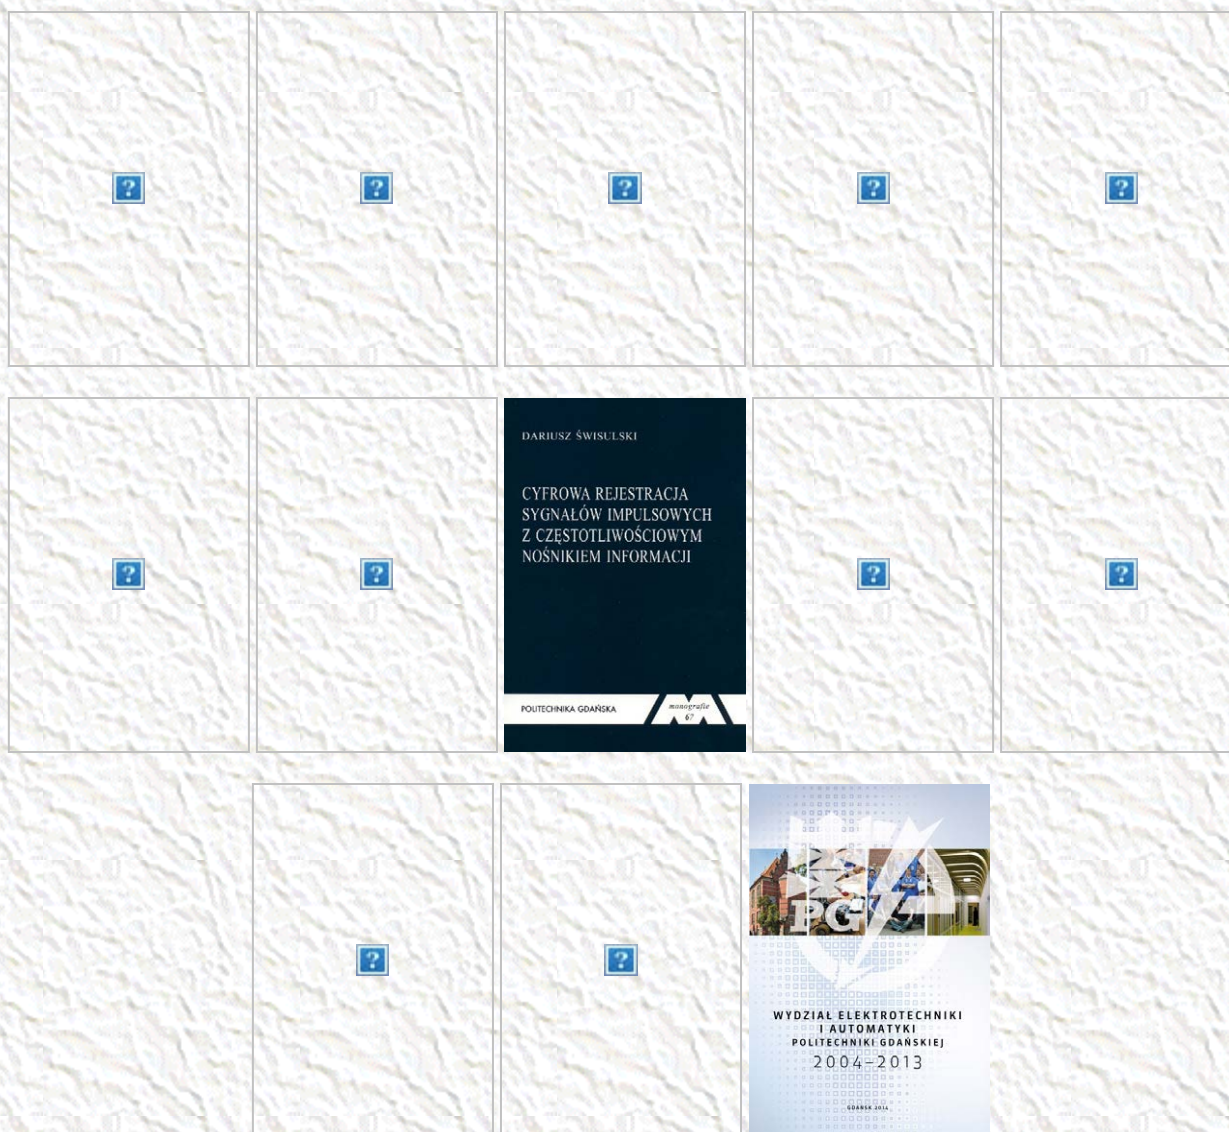 DARIUSZ ŚWISULSKI
CYFROWA REJESTRACJA
SYGNAŁÓW IMPULSOWYCH
Z CZĘSTOTLIWOŚCIOWYM
NOŚNIKIEM INFORMACJI
POLITECHNIKA GDAŃSKA
monografie
67
PG
WYDZIAŁ ELEKTROTECHNIKI
I AUTOMATYKI
POLITECHNIKI GDAŃSKIEJ
2004–2013
GDAŃSK 2014